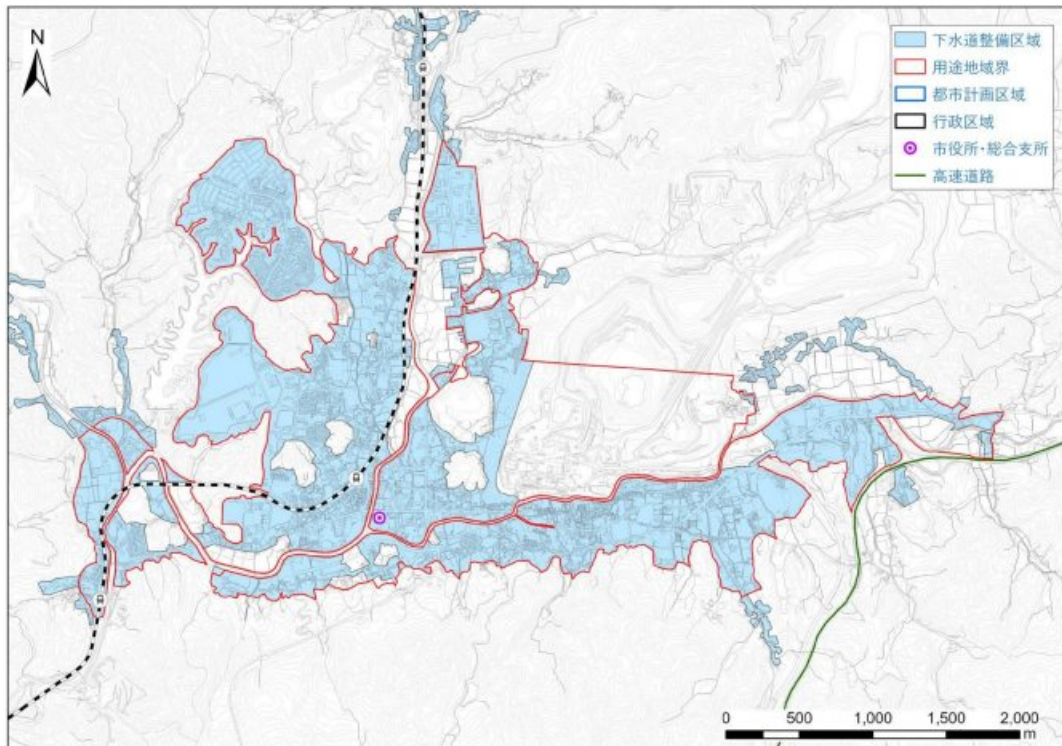 N
下水道整備区域
用途地域界
都市計画区域
行政区域
市役所・総合支所
高速道路
0 500 1,000 1,500 2,000
m